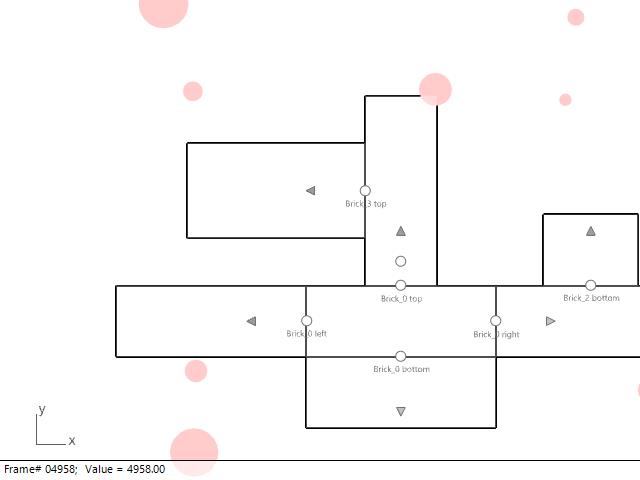 Brick_3 top
Brick_0 top
Brick_2 bottom
Brick_0 left
Brick_0 right
Brick_0 bottom
y
x
Frame# 04958; Value = 4958.00